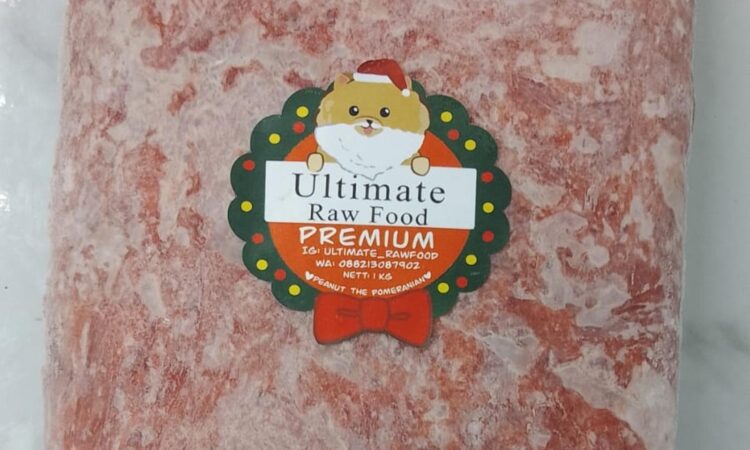 Ultimate
Raw Food
PREMIUM
IG: ULTIMATE_RAWFOOD
WA: 088213087902
NETT: 1 KG
♥PEANUT THE POMERANIAN♥